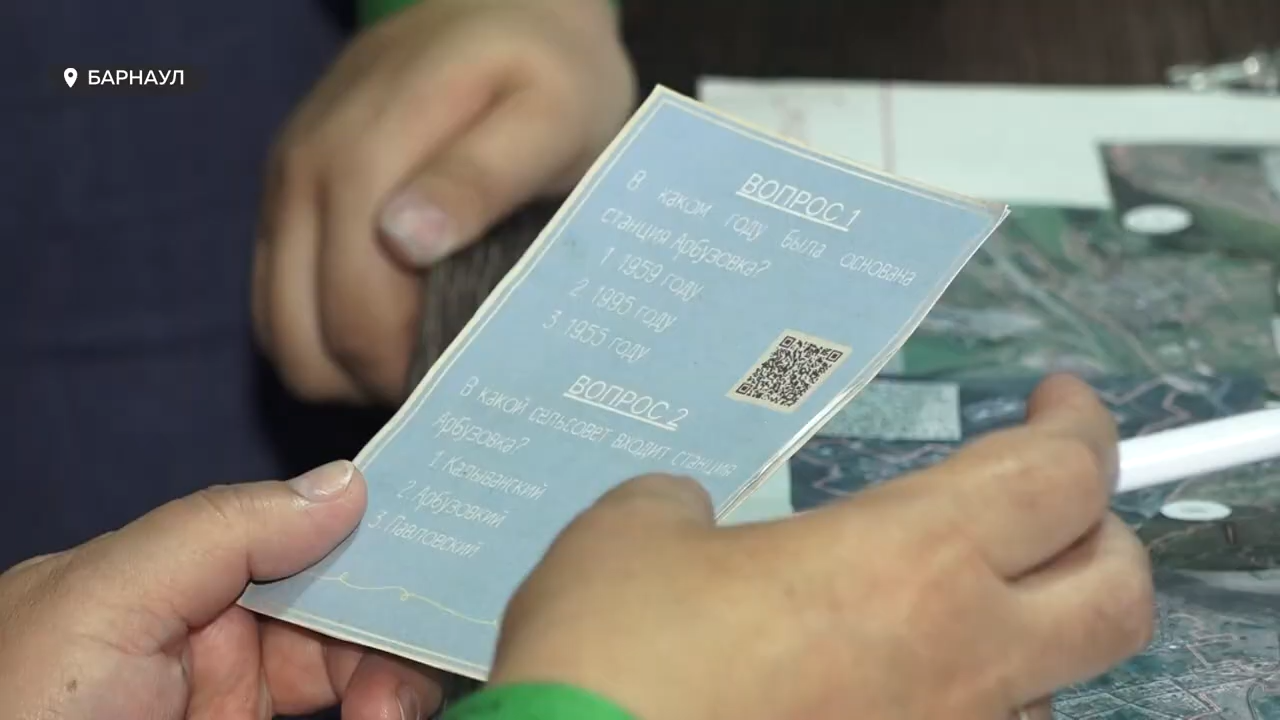 БАРНАУЛ
ВОПРОС 1
В каком году была основана
станция Арбузовка?
1. 1959 году
2. 1995 году
3. 1955 году
ВОПРОС 2
В какой сельсовет входит станция
Арбузовка?
1. Калыванский
2. Арбузовкий
3. Павловский